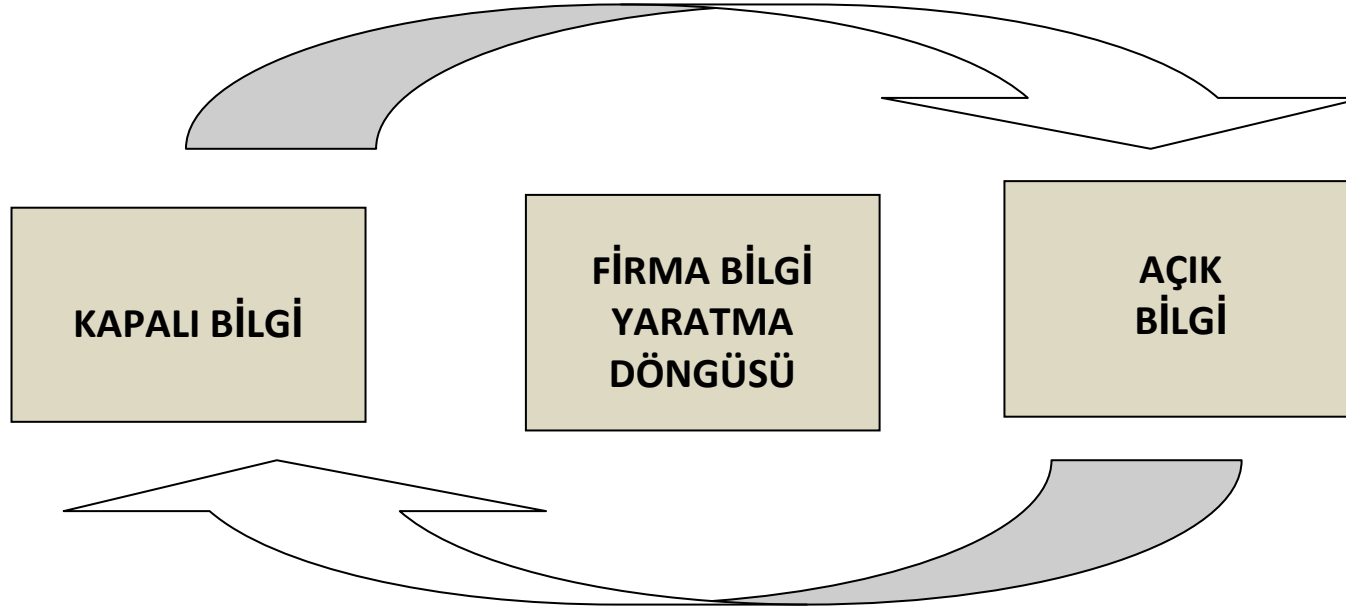 KAPALI BİLGİ
FİRMA BİLGİ
YARATMA
DÖNGÜSÜ
AÇIK
BİLGİ